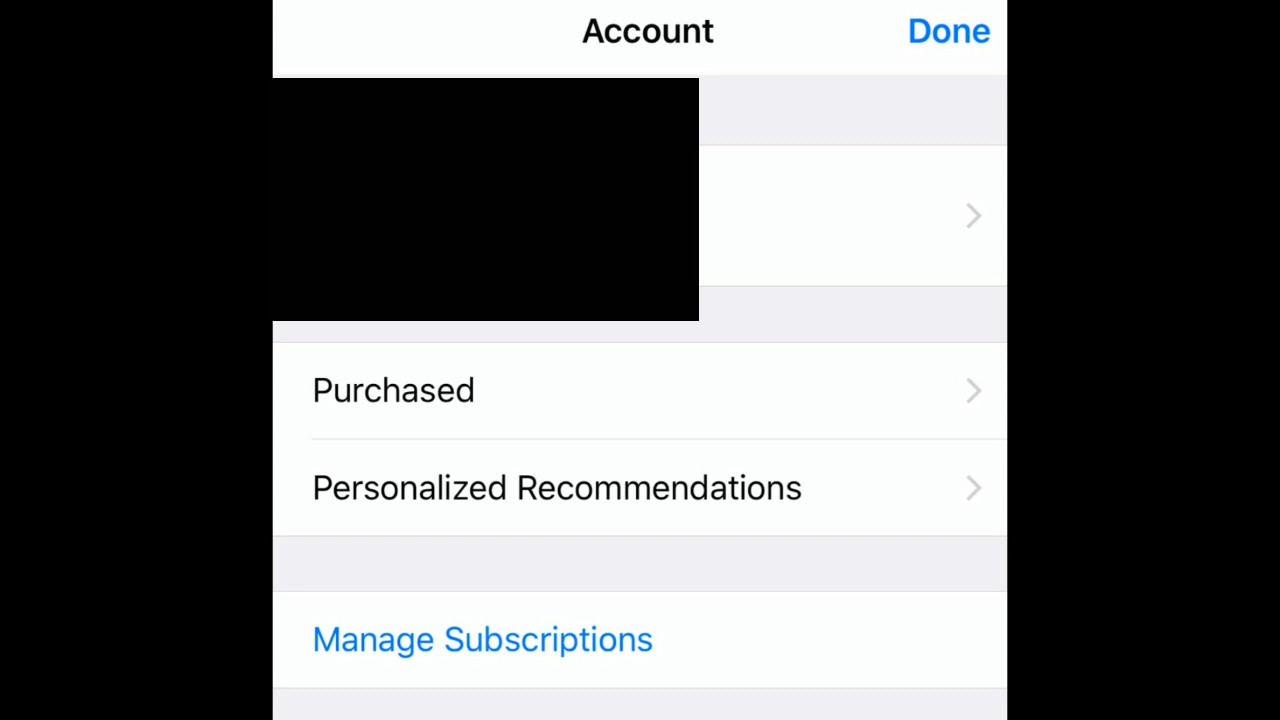 Account
Done
Purchased
Personalized Recommendations
Manage Subscriptions